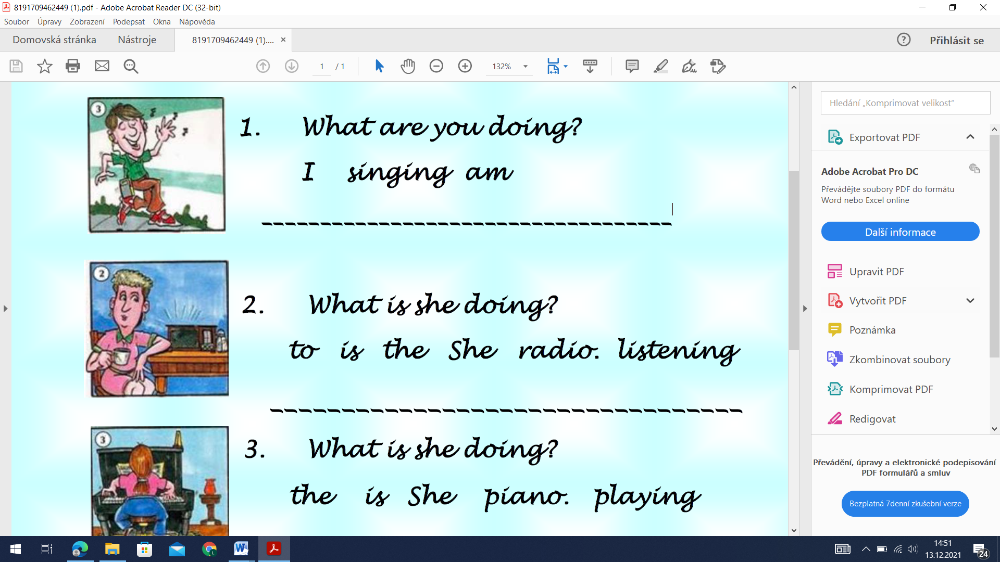 8191709462449 (1).pdf - Adobe Acrobat Reader DC (32-bit)
Soubor Úpravy Zobrazení Podepsat Okna Nápověda
Domovská stránka Nástroje 8191709462449 (1).... × Přihlásit se
1 / 1 132%
Hledání „Komprimovat velikost“
Exportovat PDF
Adobe Acrobat Pro DC
Převádějte soubory PDF do formátu
Word nebo Excel online
Další informace
Upravit PDF
Vytvořit PDF
Poznámka
Zkombinovat soubory
Komprimovat PDF
Redigovat
Převádění, úpravy a elektronické podepisování
PDF formulářů a smluv
Bezplatná 7denní zkušební verze
3
1. What are you doing?
I singing am
2
2. What is she doing?
to is the She radio. listening
3
3. What is she doing?
the is She piano. playing
14:51
13.12.2021
24